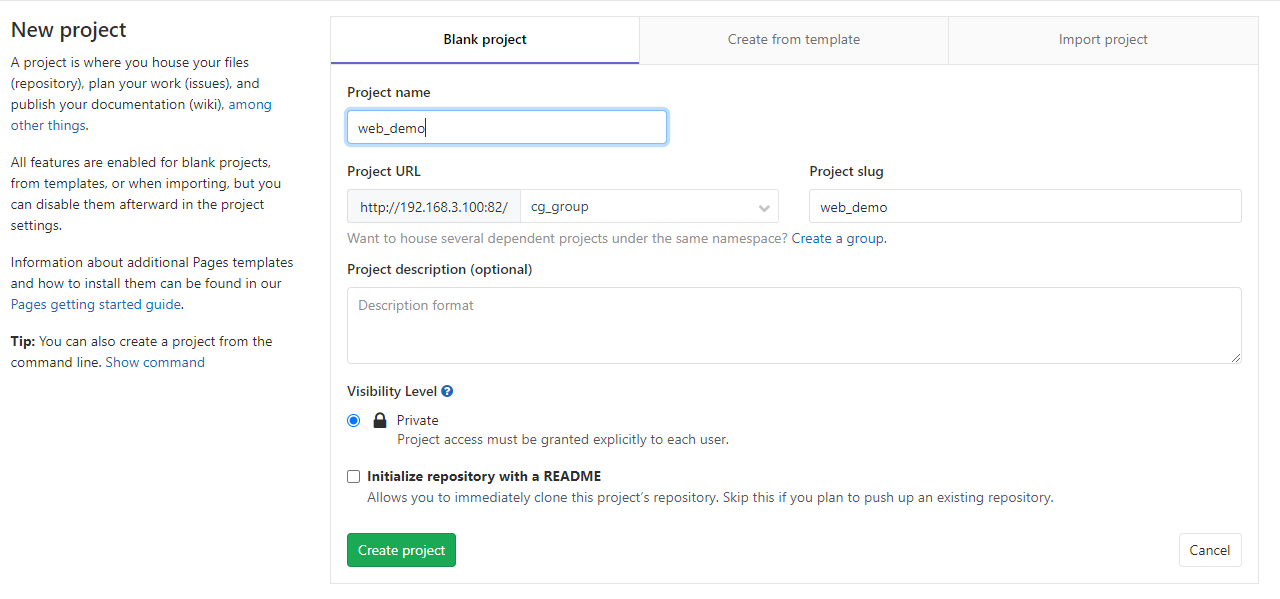 New project
A project is where you house your files
(repository), plan your work (issues), and
publish your documentation (wiki), among
other things.
All features are enabled for blank projects,
from templates, or when importing, but you
can disable them afterward in the project
settings.
Information about additional Pages templates
and how to install them can be found in our
Pages getting started guide.
Tip: You can also create a project from the
command line. Show command
Blank project
Create from template
Import project
Project name
web_demo
Project URL
Project slug
http://192.168.3.100:82/
cg_group
web_demo
Want to house several dependent projects under the same namespace? Create a group.
Project description (optional)
Description format
Visibility Level ?
Private
Project access must be granted explicitly to each user.
Initialize repository with a README
Allows you to immediately clone this project’s repository. Skip this if you plan to push up an existing repository.
Create project
Cancel